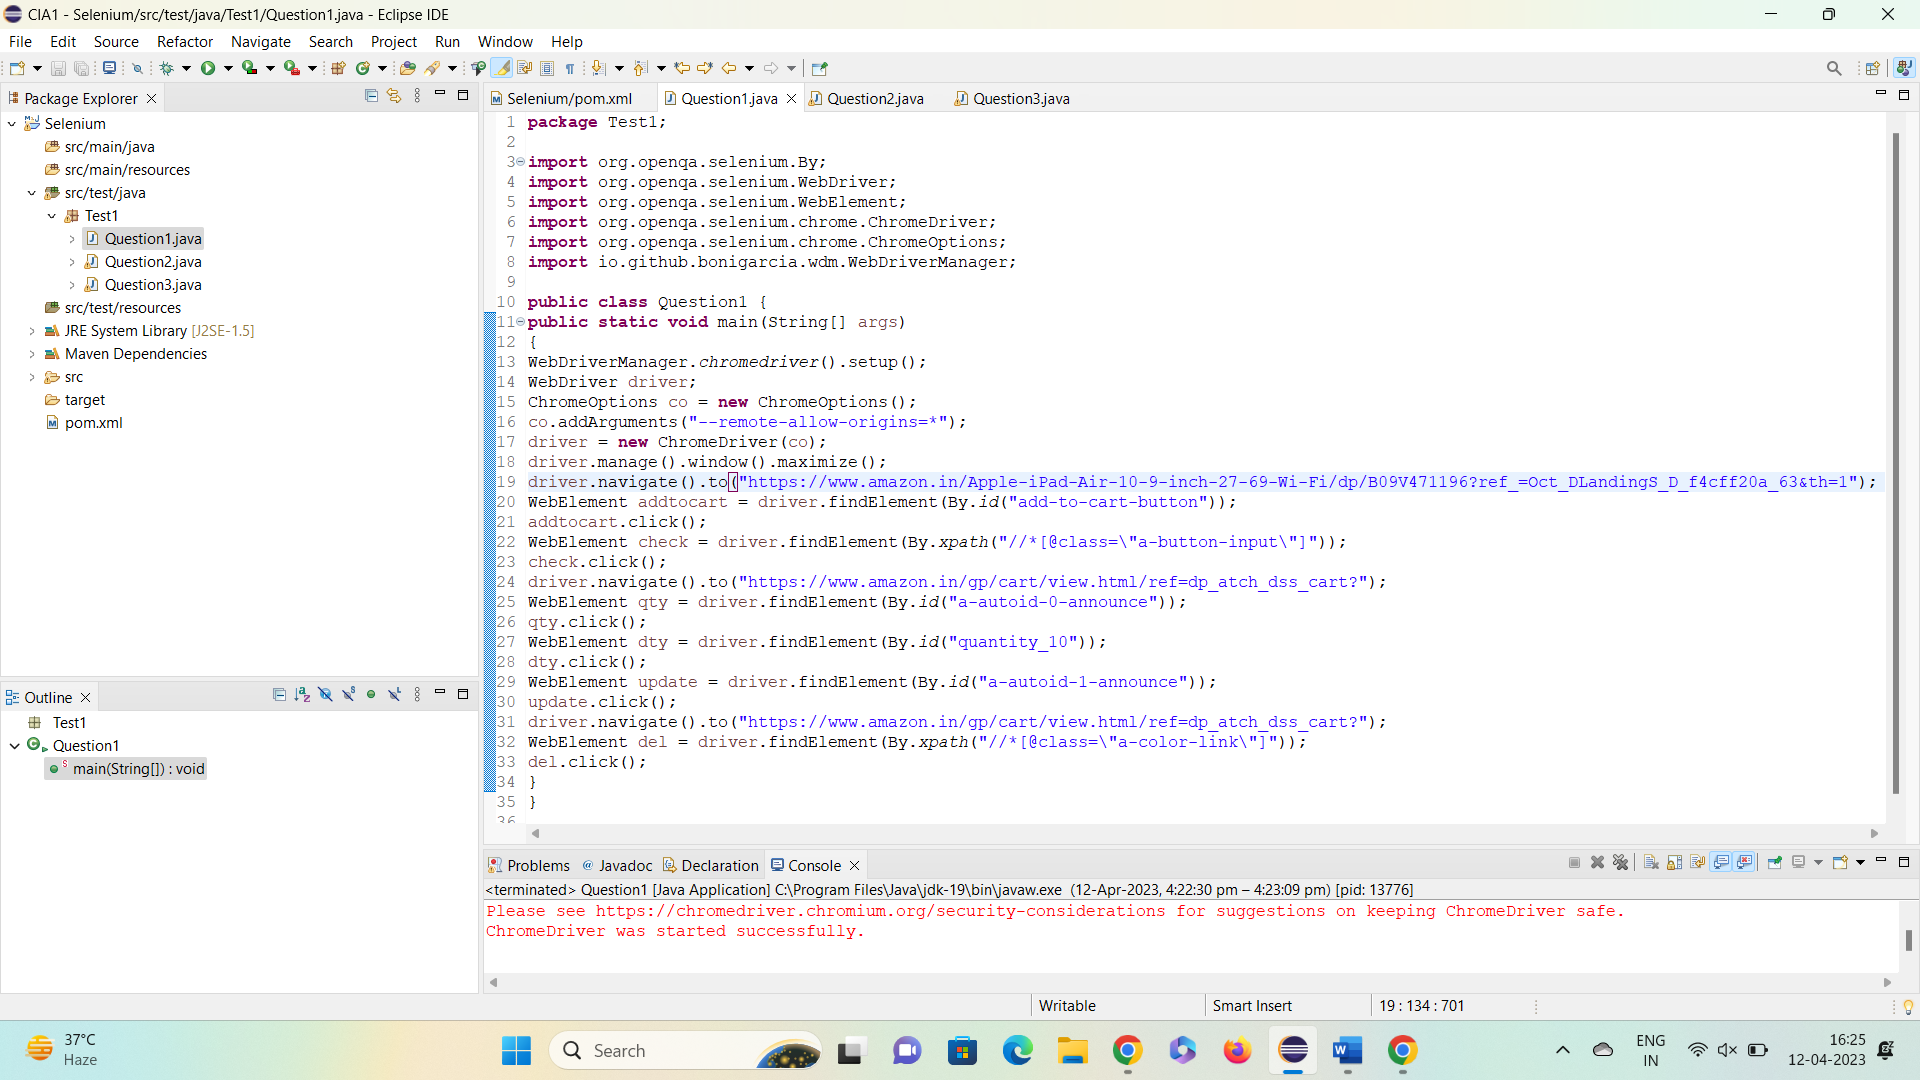 CIA1 - Selenium/src/test/java/Test1/Question1.java - Eclipse IDE
File Edit Source Refactor Navigate Search Project Run Window Help
Package Explorer
Selenium
src/main/java
src/main/resources
src/test/java
Test1
Question1.java
Question2.java
Question3.java
src/test/resources
JRE System Library [J2SE-1.5]
Maven Dependencies
src
target
pom.xml
Outline
Test1
Question1
main(String[]) : void
Selenium/pom.xml Question1.java Question2.java Question3.java
1 package Test1;
2
3 import org.openqa.selenium.By;
4 import org.openqa.selenium.WebDriver;
5 import org.openqa.selenium.WebElement;
6 import org.openqa.selenium.chrome.ChromeDriver;
7 import org.openqa.selenium.chrome.ChromeOptions;
8 import io.github.bonigarcia.wdm.WebDriverManager;
9
10 public class Question1 {
11 public static void main(String[] args)
12 {
13 WebDriverManager.chromedriver().setup();
14 WebDriver driver;
15 ChromeOptions co = new ChromeOptions();
16 co.addArguments("--remote-allow-origins=*");
17 driver = new ChromeDriver(co);
18 driver.manage().window().maximize();
19 driver.navigate().to("https://www.amazon.in/Apple-iPad-Air-10-9-inch-27-69-Wi-Fi/dp/B09V471196?ref_=Oct_DLandingS_D_f4cff20a_63&th=1");
20 WebElement addtocart = driver.findElement(By.id("add-to-cart-button"));
21 addtocart.click();
22 WebElement check = driver.findElement(By.xpath("//*[@class=\"a-button-input\"]"));
23 check.click();
24 driver.navigate().to("https://www.amazon.in/gp/cart/view.html/ref=dp_atch_dss_cart?");
25 WebElement qty = driver.findElement(By.id("a-autoid-0-announce"));
26 qty.click();
27 WebElement dty = driver.findElement(By.id("quantity_10"));
28 dty.click();
29 WebElement update = driver.findElement(By.id("a-autoid-1-announce"));
30 update.click();
31 driver.navigate().to("https://www.amazon.in/gp/cart/view.html/ref=dp_atch_dss_cart?");
32 WebElement del = driver.findElement(By.xpath("//*[@class=\"a-color-link\"]"));
33 del.click();
34 }
35 }
36
Problems Javadoc Declaration Console
<terminated> Question1 [Java Application] C:\Program Files\Java\jdk-19\bin\javaw.exe (12-Apr-2023, 4:22:30 pm – 4:23:09 pm) [pid: 13776]
Please see https://chromedriver.chromium.org/security-considerations for suggestions on keeping ChromeDriver safe.
ChromeDriver was started successfully.
Writable Smart Insert 19 : 134 : 701
37°C
Haze
Search
ENG
IN
16:25
12-04-2023